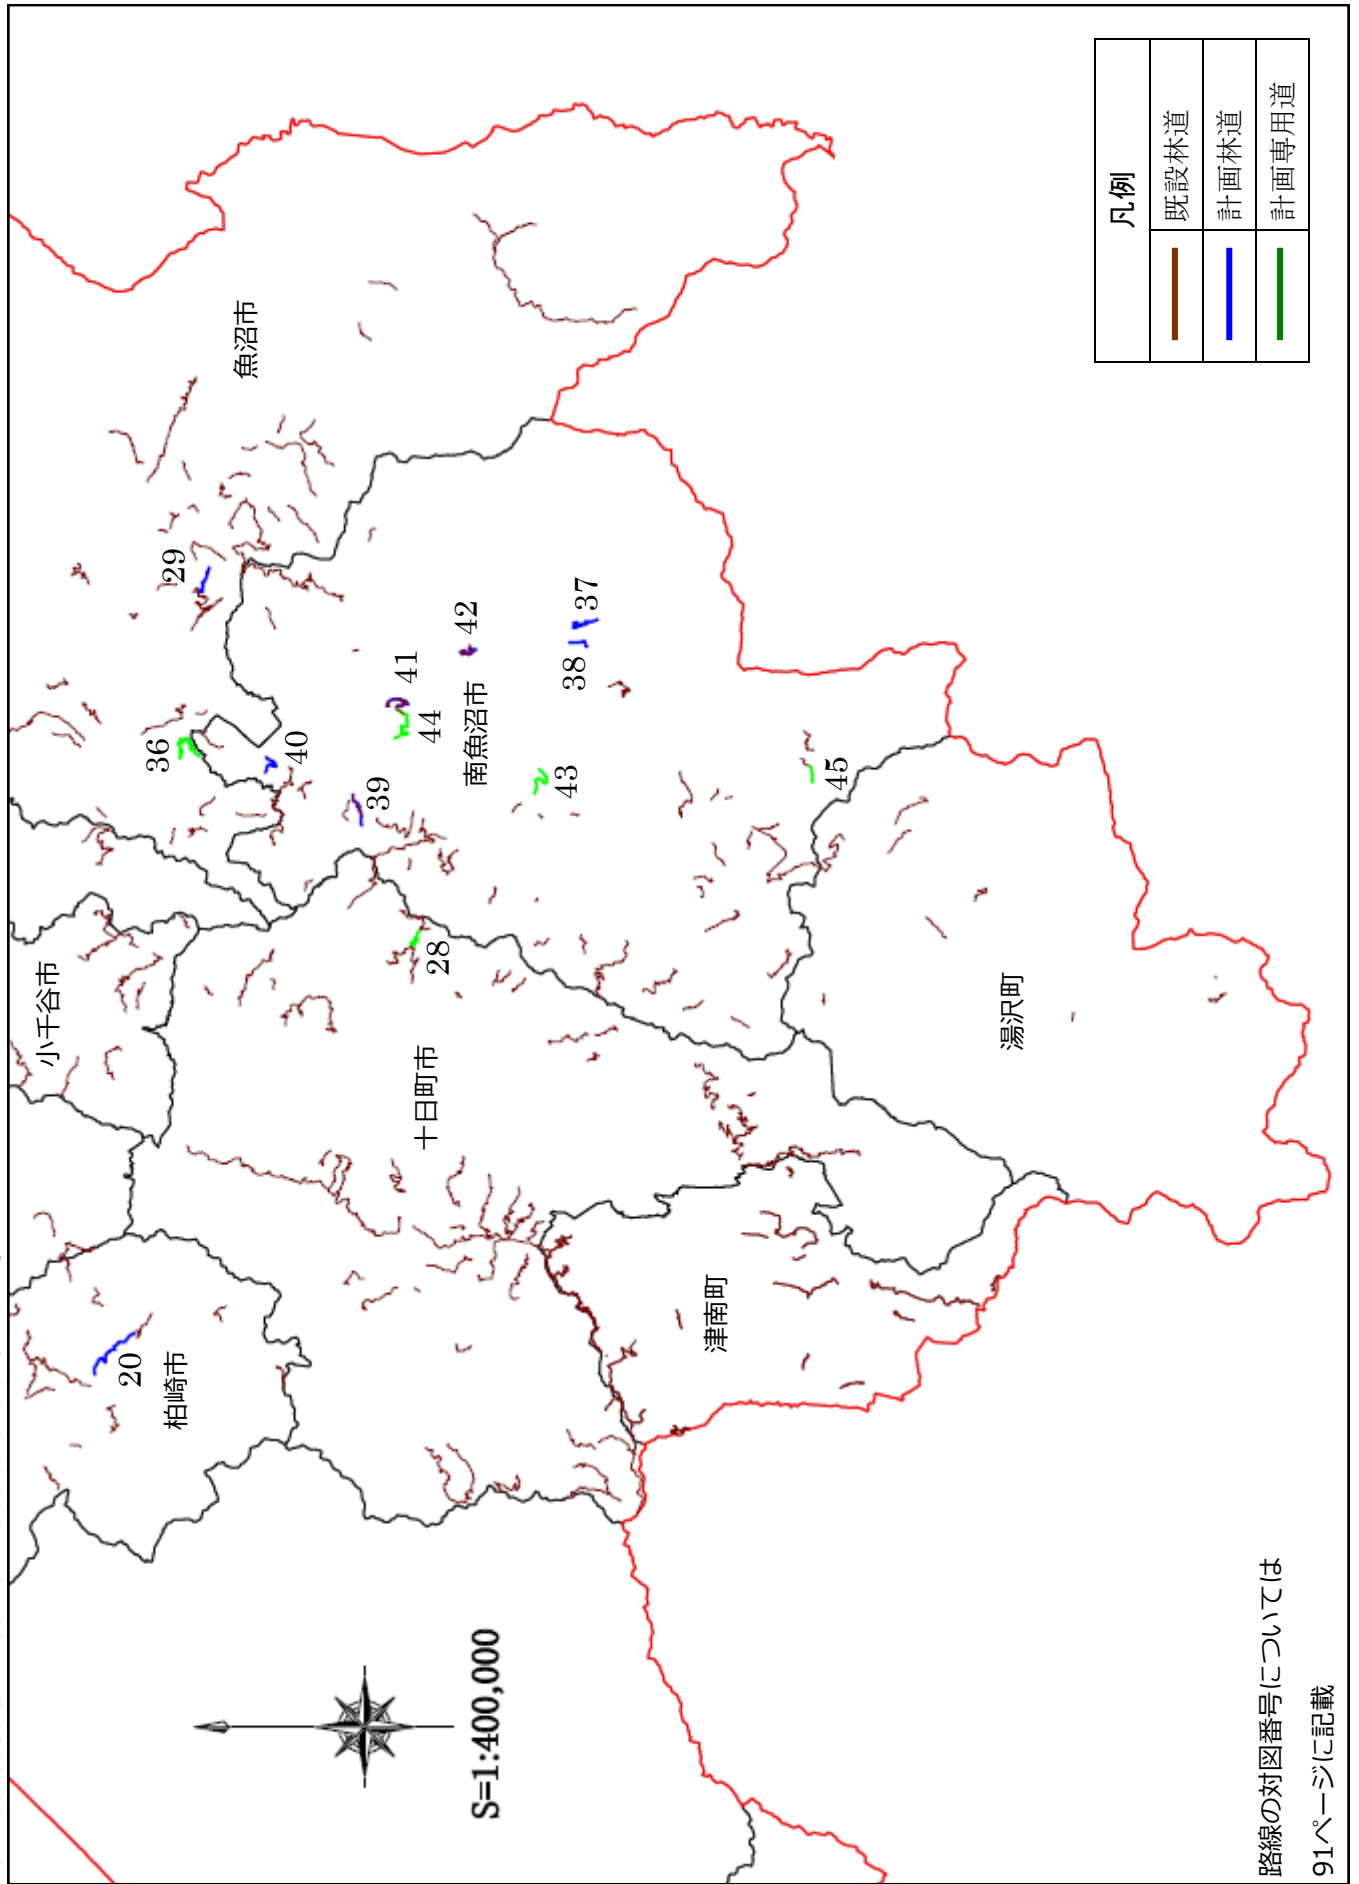 凡例
既設林道
計画林道
計画専用道
魚沼市
29
36
40
41
42
44
37
38
39
南魚沼市
43
45
28
小千谷市
十日町市
湯沢町
津南町
20
柏崎市
S=1:400,000
路線の対図番号については
91ページに記載